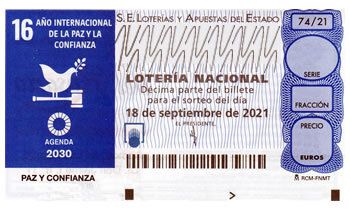 S.E. LOTERÍAS Y APUESTAS DEL ESTADO
74/21
16
AÑO INTERNACIONAL
DE LA PAZ Y LA
CONFIANZA
LOTERÍA NACIONAL
Décima parte del billete
para el sorteo del día
18 de septiembre de 2021
EL PRESIDENTE,
SERIE
FRACCIÓN
PRECIO
EUROS
AGENDA
2030
PAZ Y CONFIANZA
RCM-FNMT